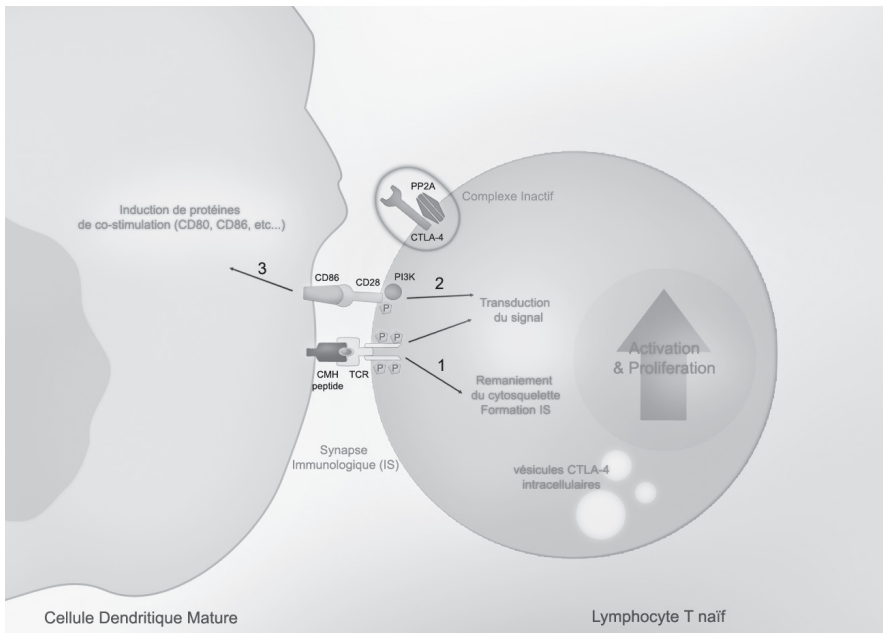 PP2A
Complexe Inactif
CTLA-4
Induction de protéines
de co-stimulation (CD80, CD86, etc...)
3
CD86
CD28
PI3K
2
P
Transduction
du signal
P P
CMH
peptide
TCR
P P
1
Remaniement
du cytosquelette
Formation IS
Activation
& Proliferation
Synapse
Immunologique (IS)
vésicules CTLA-4
intracellulaires
Cellule Dendritique Mature
Lymphocyte T naïf